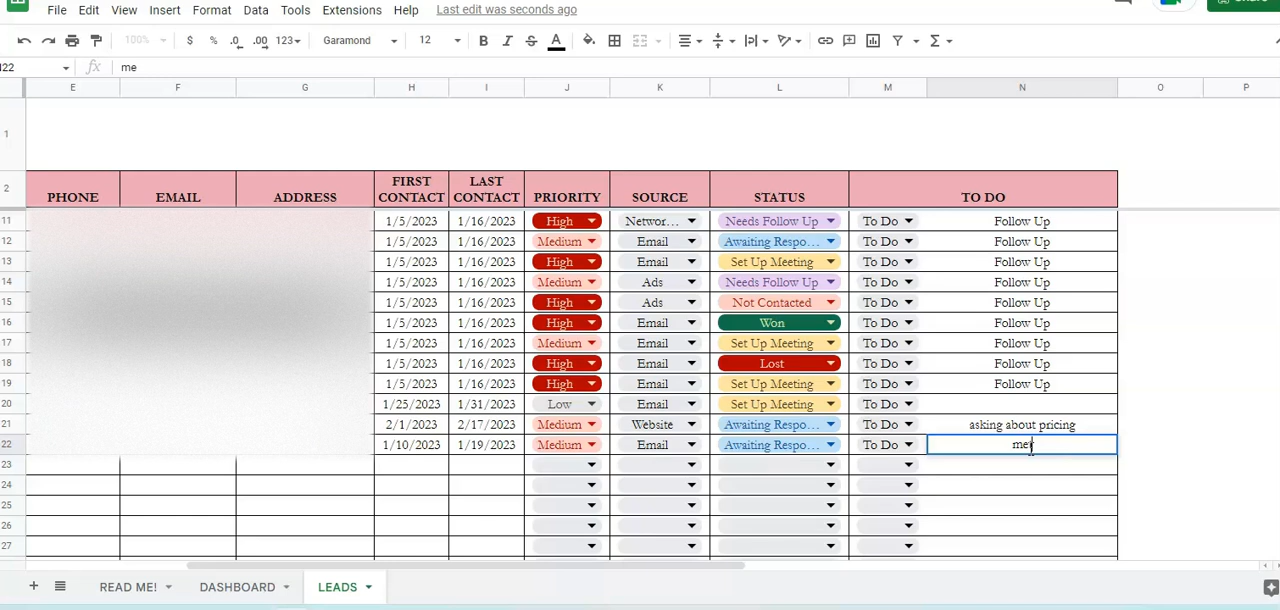 File Edit View Insert Format Data Tools Extensions Help Last edit was seconds ago
100% $ % .0 .00 123 Garamond 12 B I S A
22 fx me
E F G H I J K L M N O P
1
2 PHONE EMAIL ADDRESS FIRST CONTACT LAST CONTACT PRIORITY SOURCE STATUS TO DO
11 1/5/2023 1/16/2023 High Networ... Needs Follow Up To Do Follow Up
12 1/5/2023 1/16/2023 Medium Email Awaiting Respo... To Do Follow Up
13 1/5/2023 1/16/2023 High Email Set Up Meeting To Do Follow Up
14 1/5/2023 1/16/2023 Medium Ads Needs Follow Up To Do Follow Up
15 1/5/2023 1/16/2023 High Ads Not Contacted To Do Follow Up
16 1/5/2023 1/16/2023 High Email Won To Do Follow Up
17 1/5/2023 1/16/2023 Medium Email Set Up Meeting To Do Follow Up
18 1/5/2023 1/16/2023 High Email Lost To Do Follow Up
19 1/5/2023 1/16/2023 High Email Set Up Meeting To Do Follow Up
20 1/25/2023 1/31/2023 Low Email Set Up Meeting To Do
21 2/1/2023 2/17/2023 Medium Website Awaiting Respo... To Do asking about pricing
22 1/10/2023 1/19/2023 Medium Email Awaiting Respo... To Do me
23
24
25
26
27
READ ME! DASHBOARD LEADS